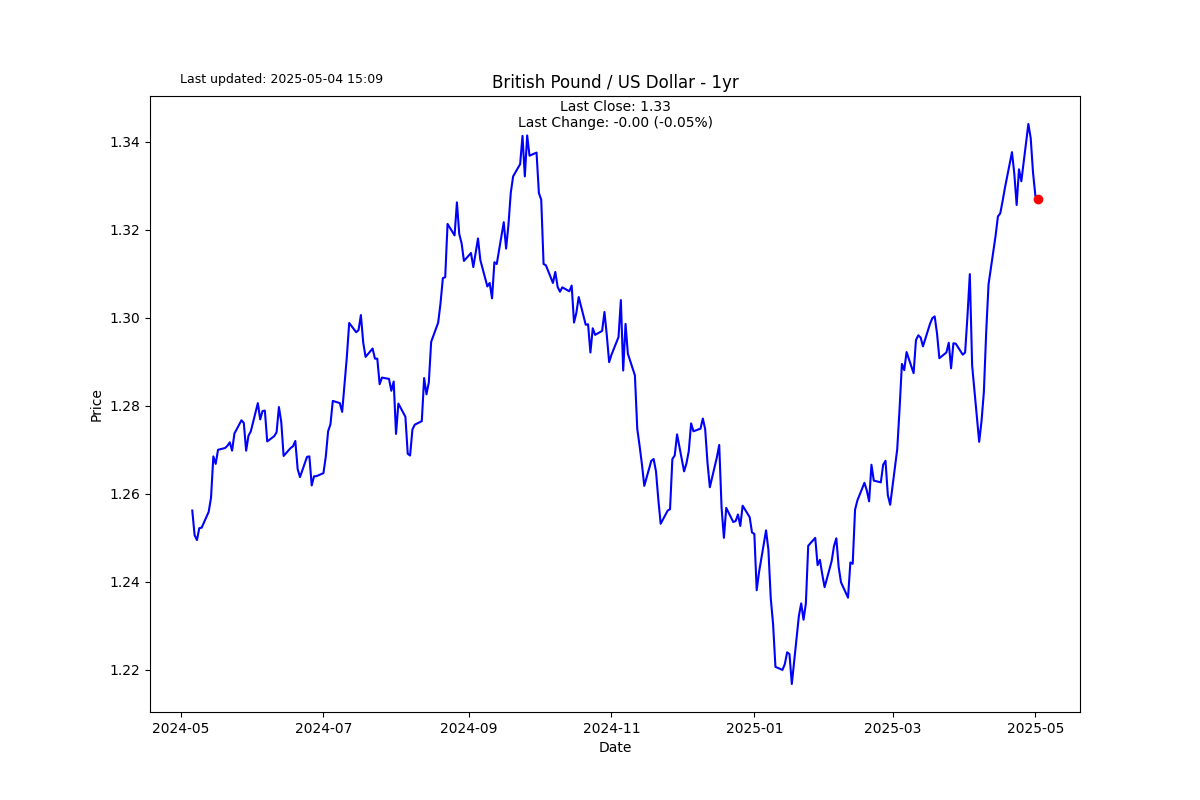 Last updated: 2025-05-04 15:09
British Pound / US Dollar - 1yr
Last Close: 1.33
Last Change: -0.00 (-0.05%)
1.34
1.32
1.30
1.28
1.26
1.24
1.22
Price
2024-05 2024-07 2024-09 2024-11 2025-01 2025-03 2025-05
Date